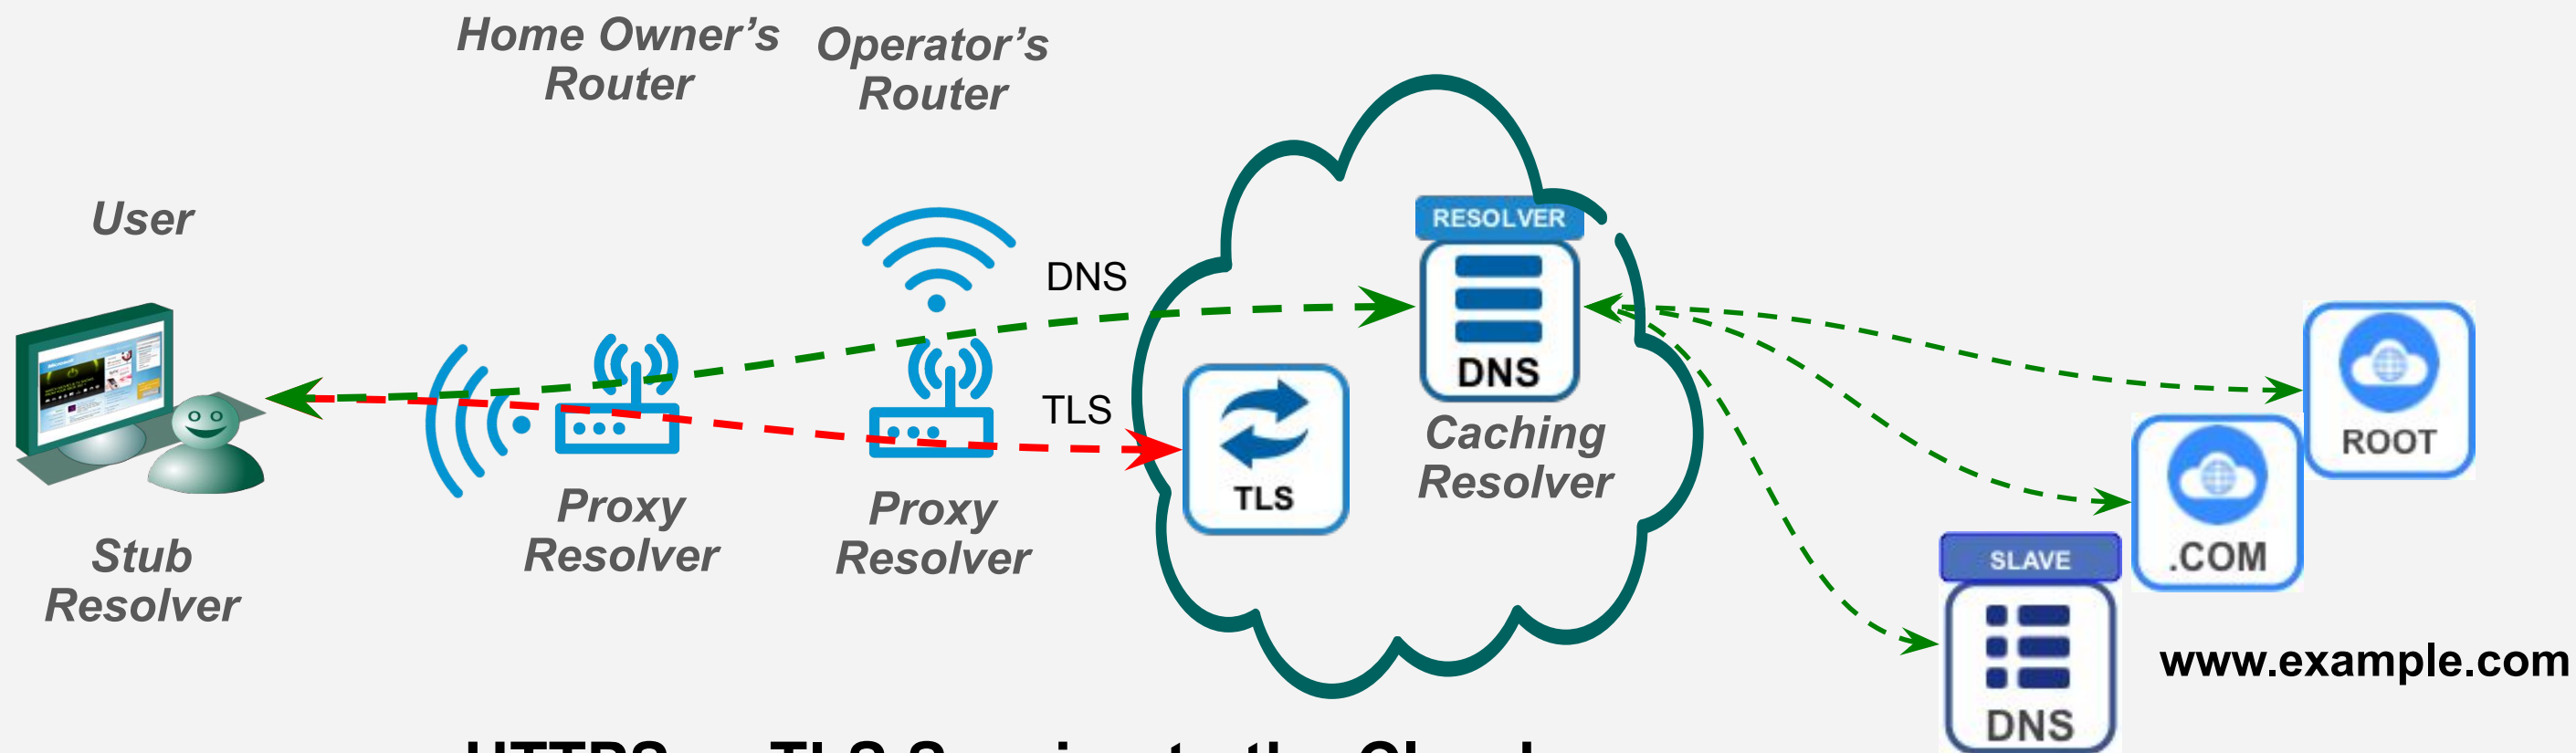 Home Owner's
Router
Operator's
Router
User
RESOLVER
DNS
DNS
TLS
Caching
Resolver
TLS
ROOT
.COM
Proxy
Resolver
Proxy
Resolver
Stub
Resolver
SLAVE
DNS
www.example.com